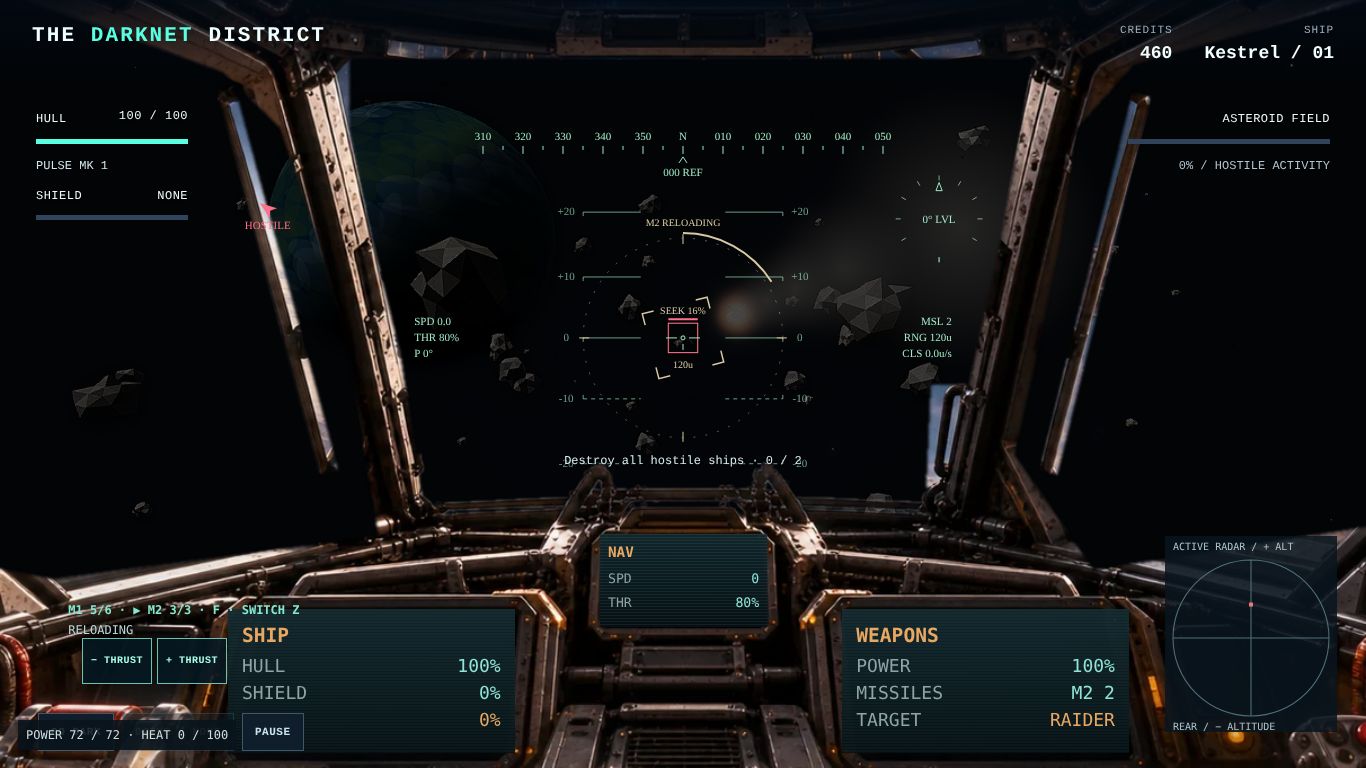 THE DARKNET DISTRICT
CREDITS
460
SHIP
Kestrel / 01
HULL 100 / 100
PULSE MK 1
SHIELD NONE
ASTEROID FIELD
0% / HOSTILE ACTIVITY
HOSTILE
310 320 330 340 350 N 010 020 030 040 050
000 REF
+20 +20
M2 RELOADING
0° LVL
+10 +10
SEEK 16%
SPD 0.0
THR 80%
P 0°
0 0
MSL 2
RNG 120u
CLS 0.0u/s
120u
-10 -10
Destroy all hostile ships · 0 / 2
-20 -20
NAV
SPD 0
THR 80%
ACTIVE RADAR / + ALT
REAR / − ALTITUDE
M1 5/6 · ▶ M2 3/3 · F · SWITCH Z
RELOADING
− THRUST
+ THRUST
SHIP
HULL 100%
SHIELD 0%
0%
PAUSE
POWER 72 / 72 · HEAT 0 / 100
WEAPONS
POWER 100%
MISSILES M2 2
TARGET RAIDER